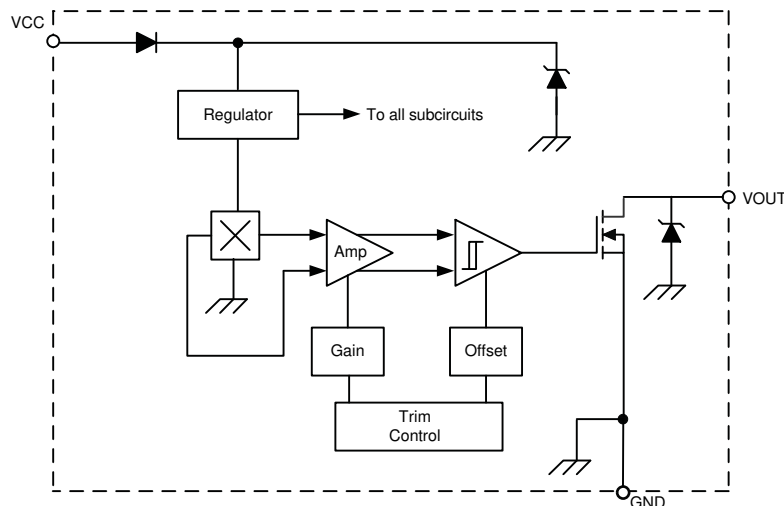 VCC
Regulator
To all subcircuits
VOUT
Amp
Gain
Offset
Trim
Control
GND